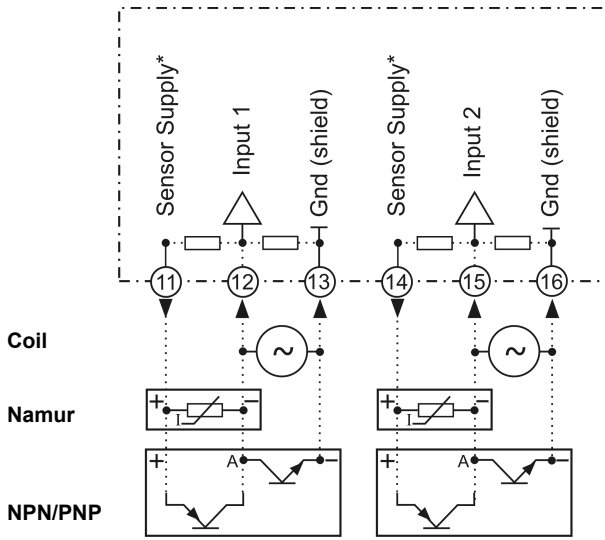 Sensor Supply*
Input 1
Gnd (shield)
Sensor Supply*
Input 2
Gnd (shield)
11
12
13
14
15
16
Coil
~
~
Namur
+
I
−
+
I
−
+
A
−
+
A
−
NPN/PNP